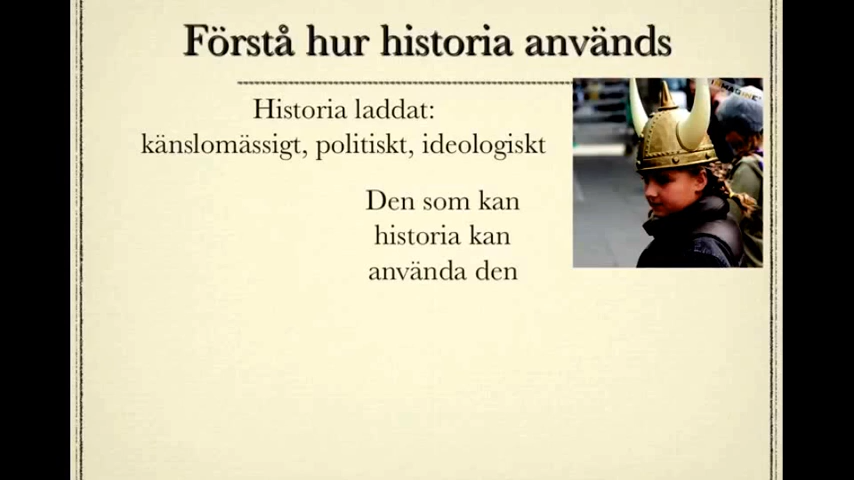 Förstå hur historia används
Historia laddat:
känslomässigt, politiskt, ideologiskt
Den som kan
historia kan
använda den